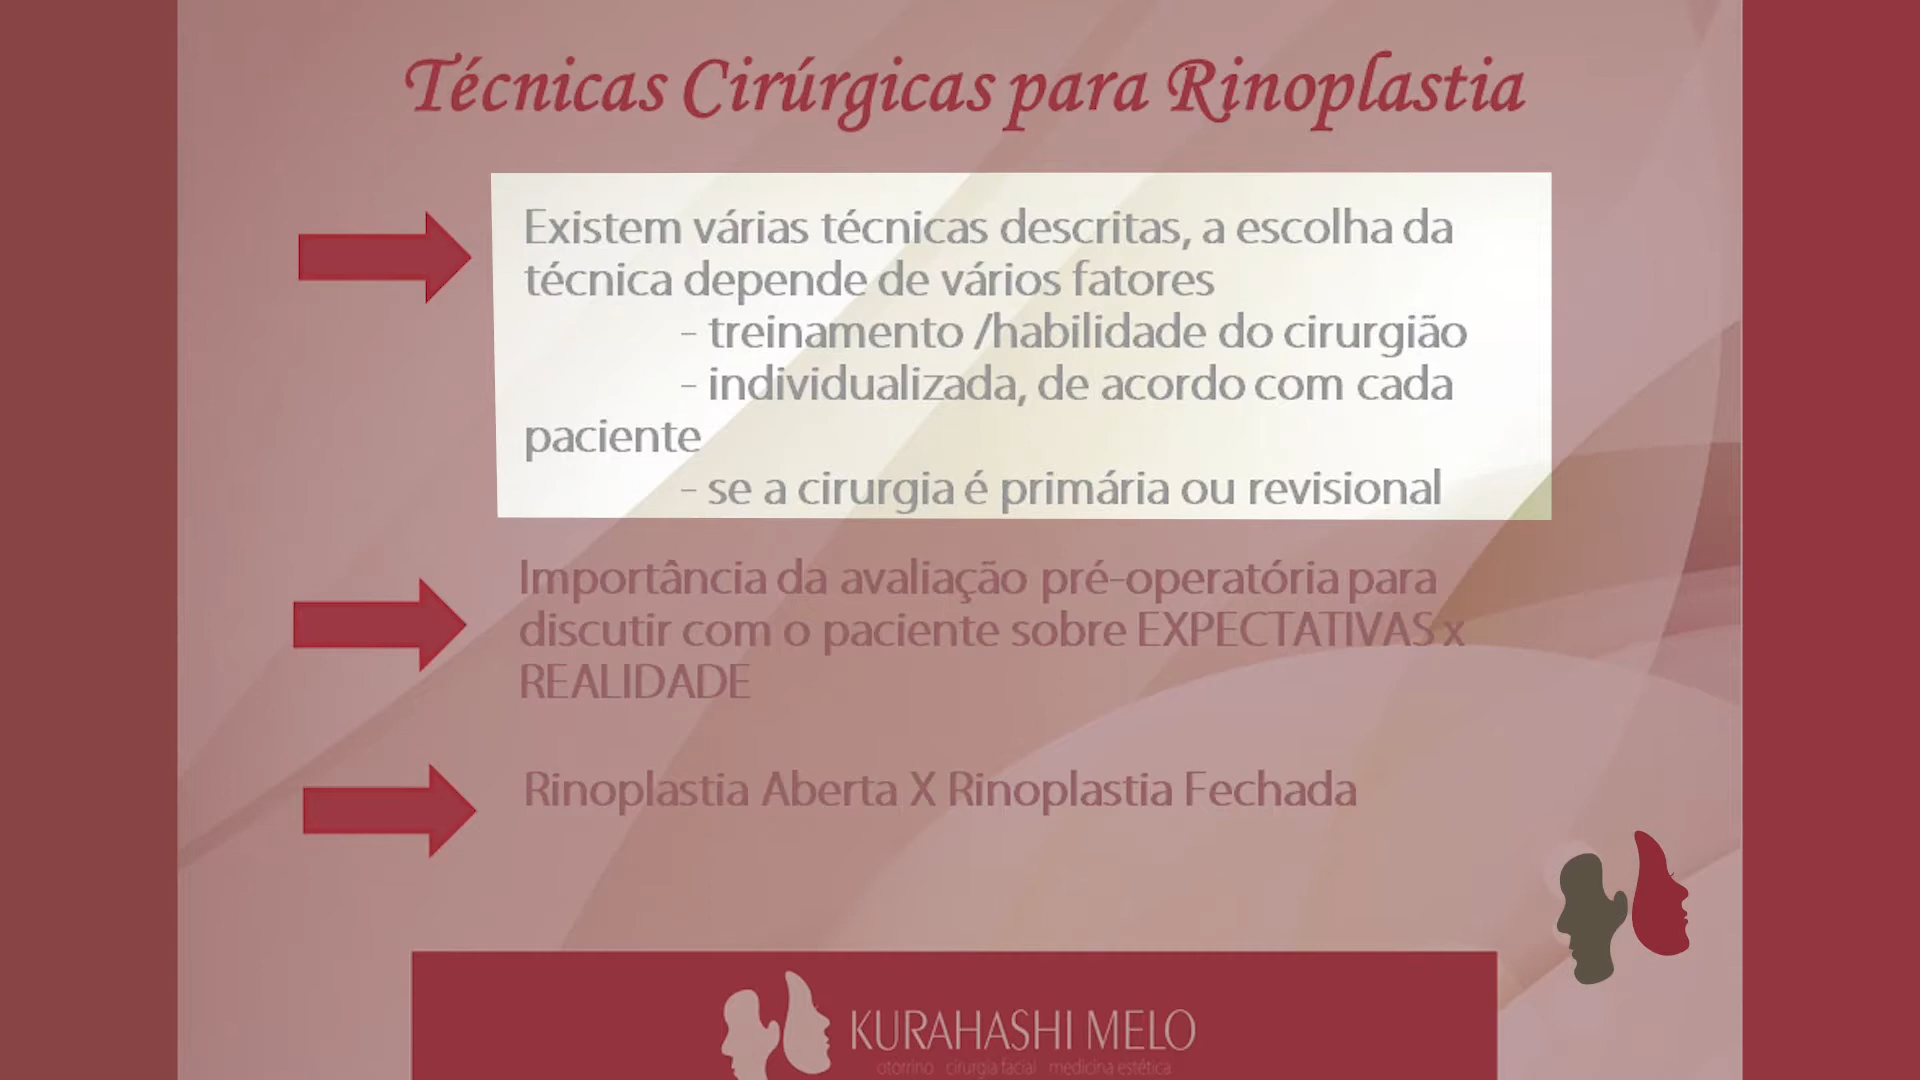 Técnicas Cirúrgicas para Rinoplastia
Existem várias técnicas descritas, a escolha da
técnica depende de vários fatores
- treinamento /habilidade do cirurgião
- individualizada, de acordo com cada
paciente
- se a cirurgia é primária ou revisional
Importância da avaliação pré-operatória para
discutir com o paciente sobre EXPECTATIVAS x
REALIDADE
Rinoplastia Aberta X Rinoplastia Fechada
KURAHASHI MELO
otorrino cirurgia facial medicina estética